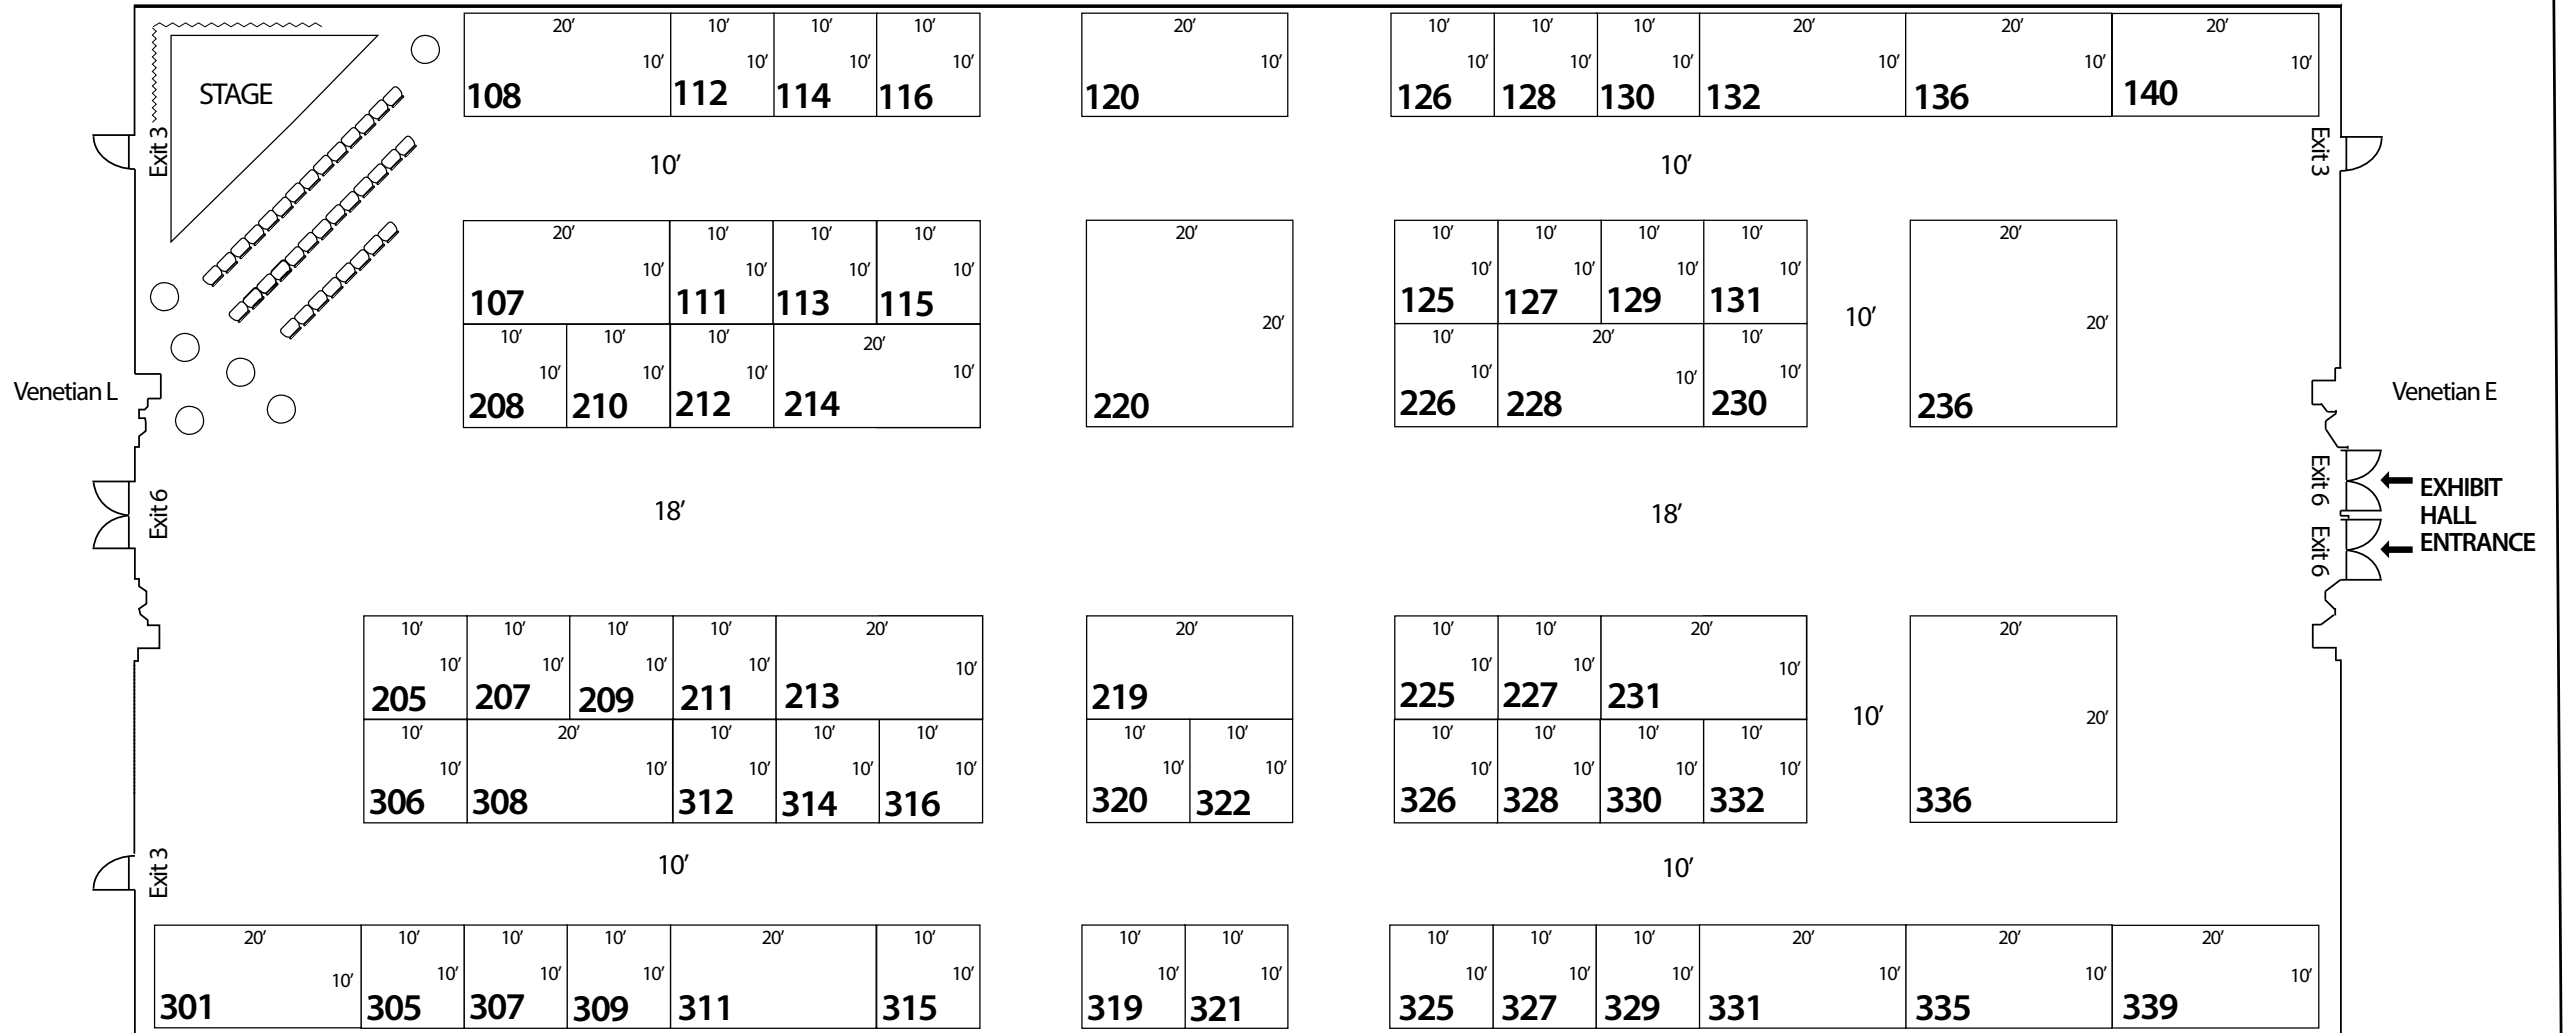 20' 10' 10' 10' 20' 10' 10' 10' 20' 20' 20'
STAGE 10' 10' 10' 10' 10' 10' 10' 10' 10' 10' 10'
108 112 114 116 120 126 128 130 132 136 140
Exit 3 10' 10' Exit 3
20' 10' 10' 10' 20' 10' 10' 10' 10' 20'
10' 10' 10' 10' 10' 10' 10' 10'
107 111 113 115 125 127 129 131 10'
20' 20'
10' 10' 10' 20' 10' 20' 10'
10' 10' 10' 10' 10' 10' 10'
Venetian L Venetian E
208 210 212 214 220 226 228 230 236
Exit 6 18' 18' Exit 6 EXHIBIT
HALL
Exit 6 ENTRANCE
10' 10' 10' 10' 20' 20' 10' 10' 20' 20'
10' 10' 10' 10' 10' 10' 10' 10'
205 207 209 211 213 219 225 227 231
10' 20'
10' 20' 10' 10' 10' 10' 10' 10' 10' 10' 10'
10' 10' 10' 10' 10' 10' 10' 10' 10' 10' 10'
306 308 312 314 316 320 322 326 328 330 332 336
Exit 3 10' 10'
20' 10' 10' 10' 20' 10' 10' 10' 10' 10' 10' 20' 20' 20'
10' 10' 10' 10' 10' 10' 10' 10' 10' 10' 10' 10' 10'
301 305 307 309 311 315 319 321 325 327 329 331 335 339